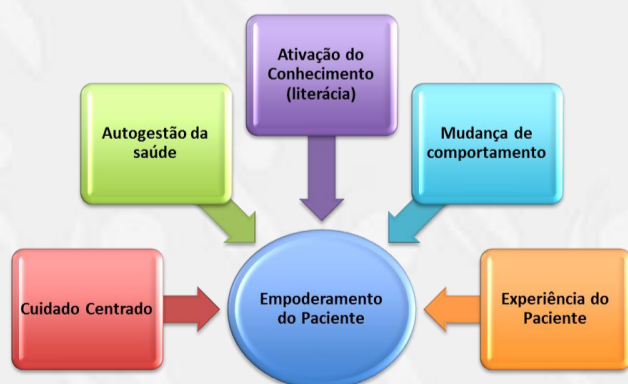 Ativação do
Conhecimento
(literácia)
Autogestão da
saúde
Mudança de
comportamento
Cuidado Centrado
Empoderamento
do Paciente
Experiência do
Paciente